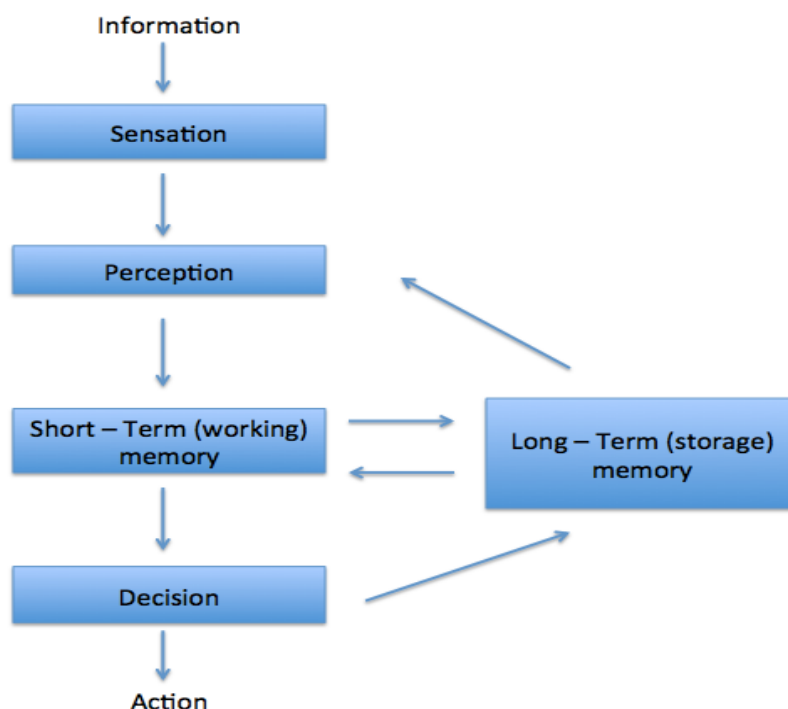 Information
Sensation
Perception
Short – Term (working)
memory
Long – Term (storage)
memory
Decision
Action